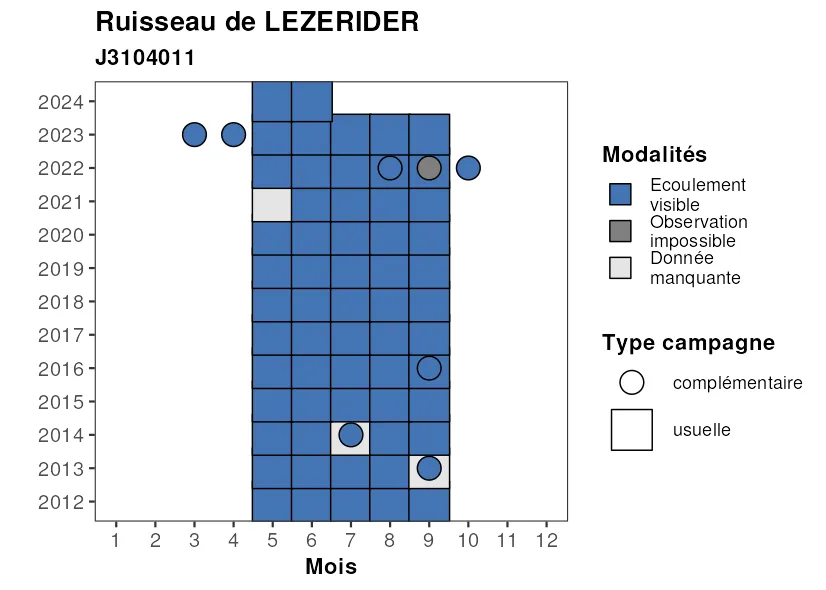 Ruisseau de LEZERIDER
J3104011
2024
2023
2022
2021
2020
2019
2018
2017
2016
2015
2014
2013
2012
1 2 3 4 5 6 7 8 9 10 11 12
Mois
Modalités
Ecoulement
visible
Observation
impossible
Donnée
manquante
Type campagne
complémentaire
usuelle